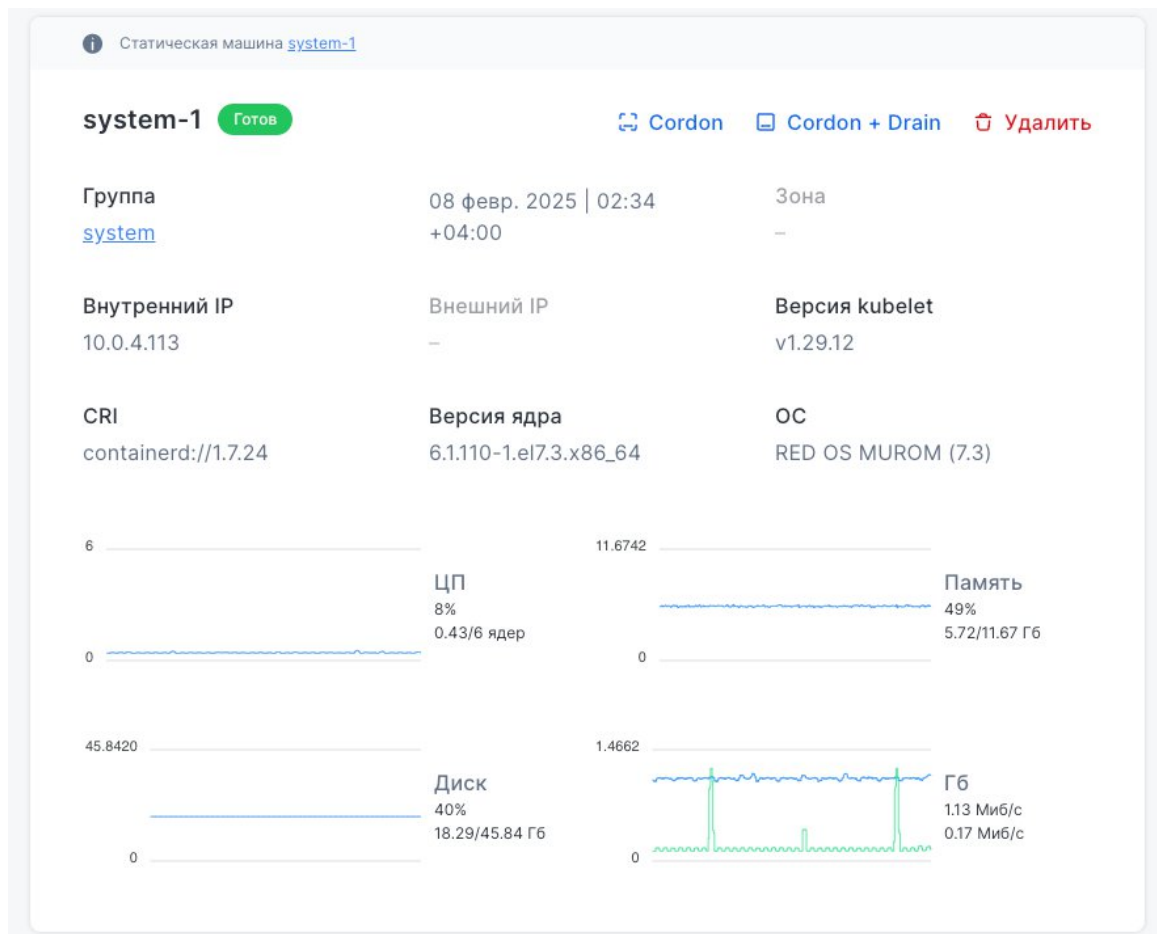 Статическая машина system-1
system-1 Готов
Cordon Cordon + Drain Удалить
Группа
system
08 февр. 2025 | 02:34
+04:00
Зона
–
Внутренний IP
10.0.4.113
Внешний IP
–
Версия kubelet
v1.29.12
CRI
containerd://1.7.24
Версия ядра
6.1.110-1.el7.3.x86_64
ОС
RED OS MUROM (7.3)
6
0
ЦП
8%
0.43/6 ядер
11.6742
0
Память
49%
5.72/11.67 Гб
45.8420
0
Диск
40%
18.29/45.84 Гб
1.4662
0
Гб
1.13 Миб/с
0.17 Миб/с